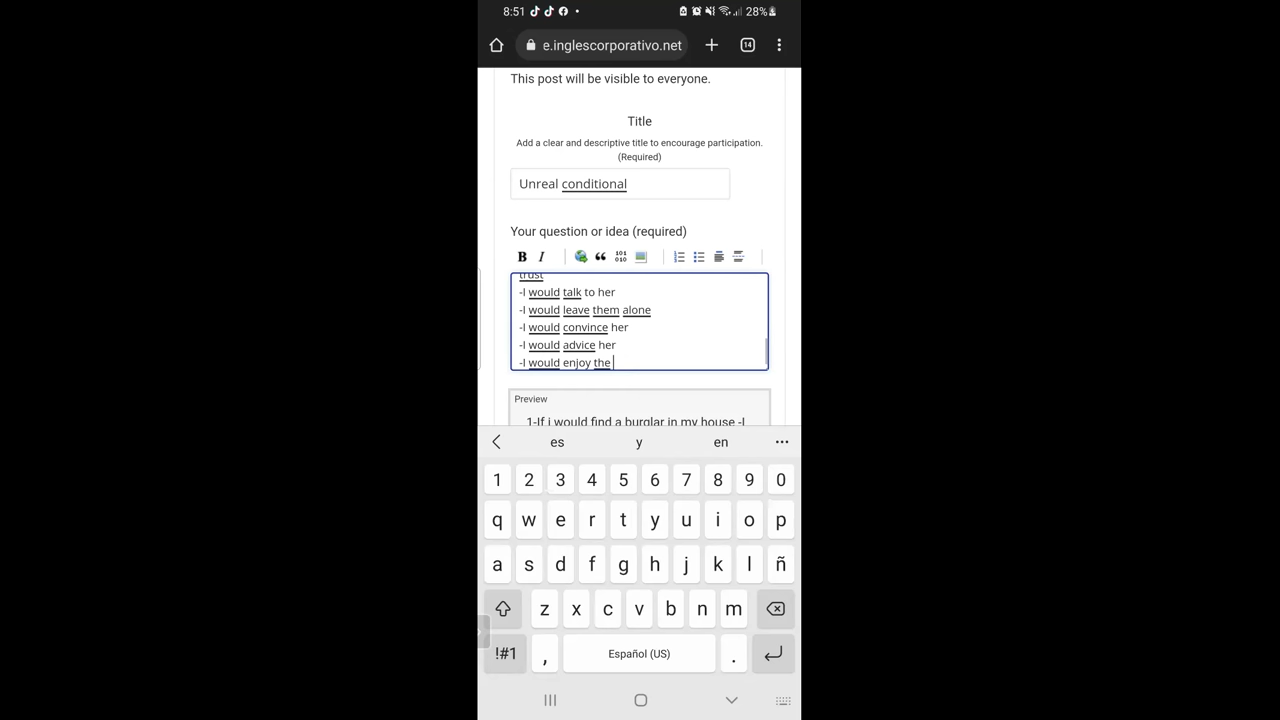 8:51
28%
e.inglescorporativo.net
14
This post will be visible to everyone.
Title
Add a clear and descriptive title to encourage participation.
(Required)
Unreal conditional
Your question or idea (required)
B I
101
010
trust
-I would talk to her
-I would leave them alone
-I would convince her
-I would advice her
-I would enjoy the
Preview
1-If i would find a burglar in my house -I
es y en
1 2 3 4 5 6 7 8 9 0
q w e r t y u i o p
a s d f g h j k l ñ
z x c v b n m
!#1 , Español (US) .